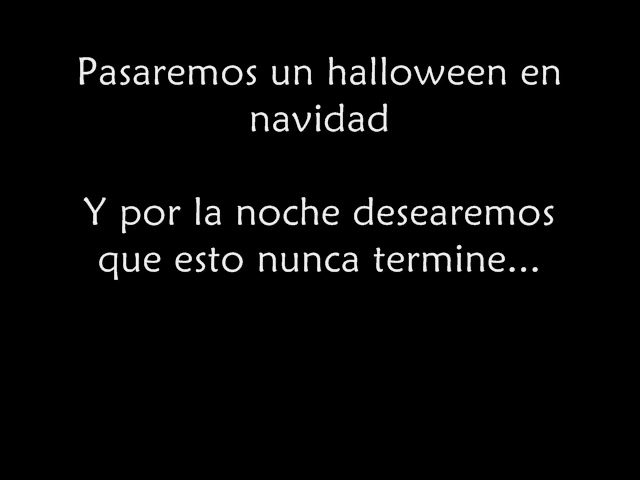 Pasaremos un halloween en
navidad
Y por la noche desearemos
que esto nunca termine...